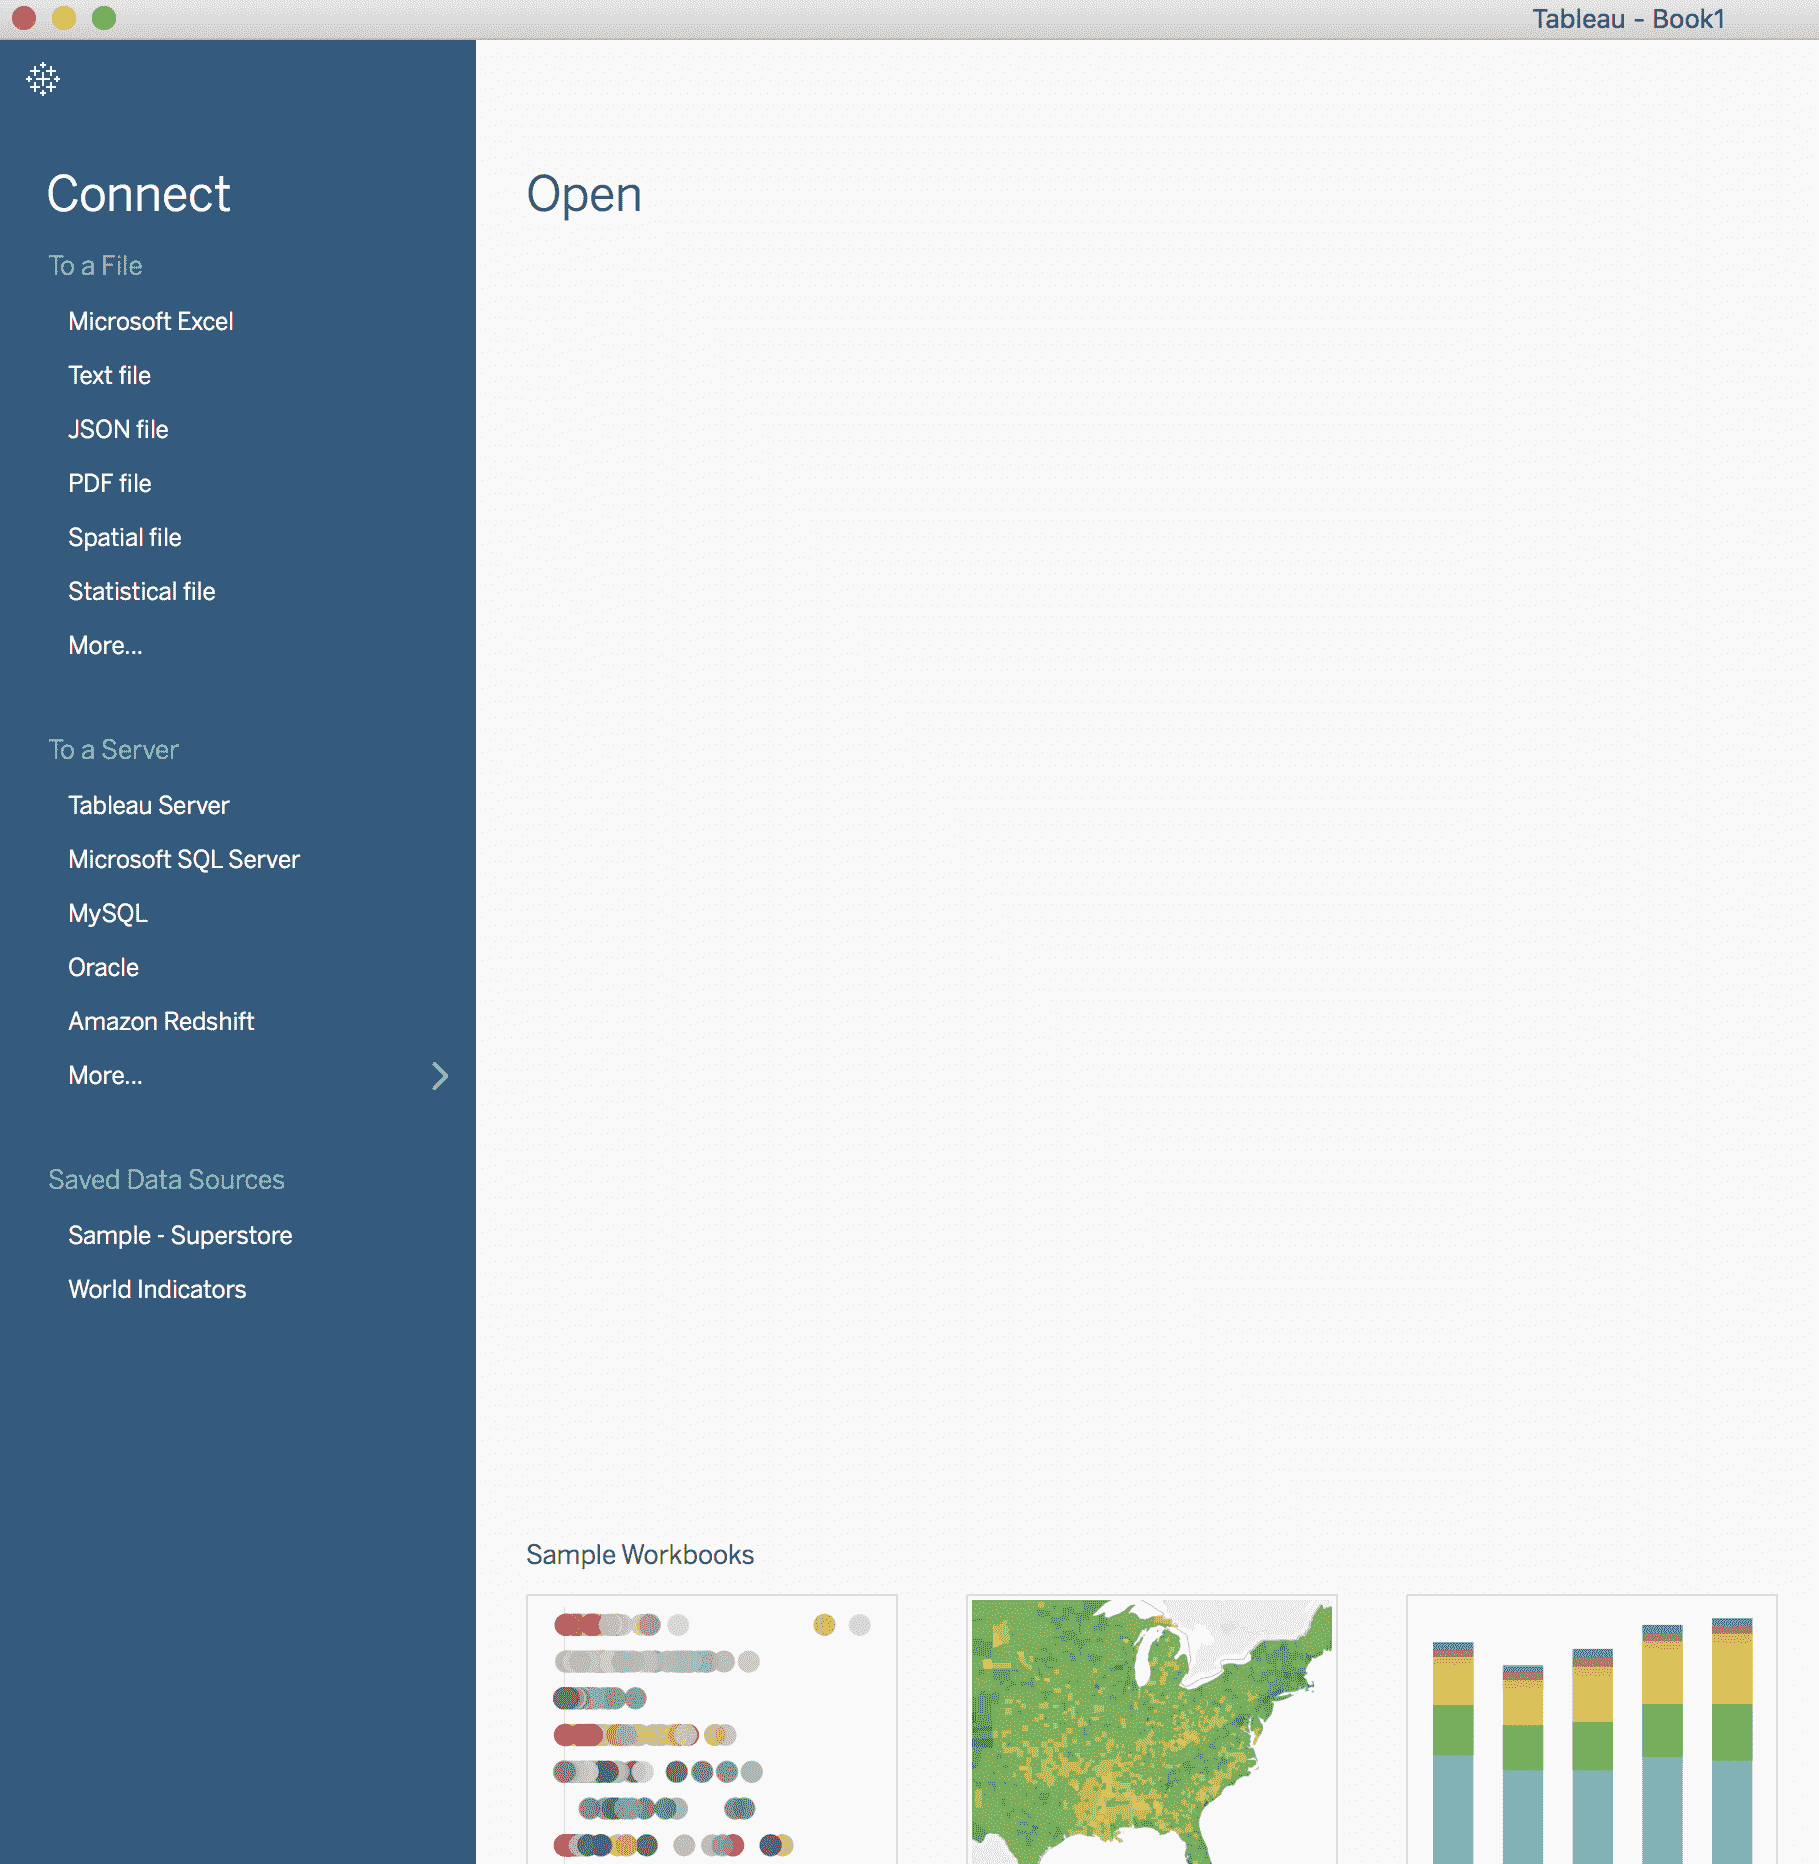 Tableau - Book1
Connect
To a File
Microsoft Excel
Text file
JSON file
PDF file
Spatial file
Statistical file
More...
To a Server
Tableau Server
Microsoft SQL Server
MySQL
Oracle
Amazon Redshift
More...
Saved Data Sources
Sample - Superstore
World Indicators
Open
Sample Workbooks